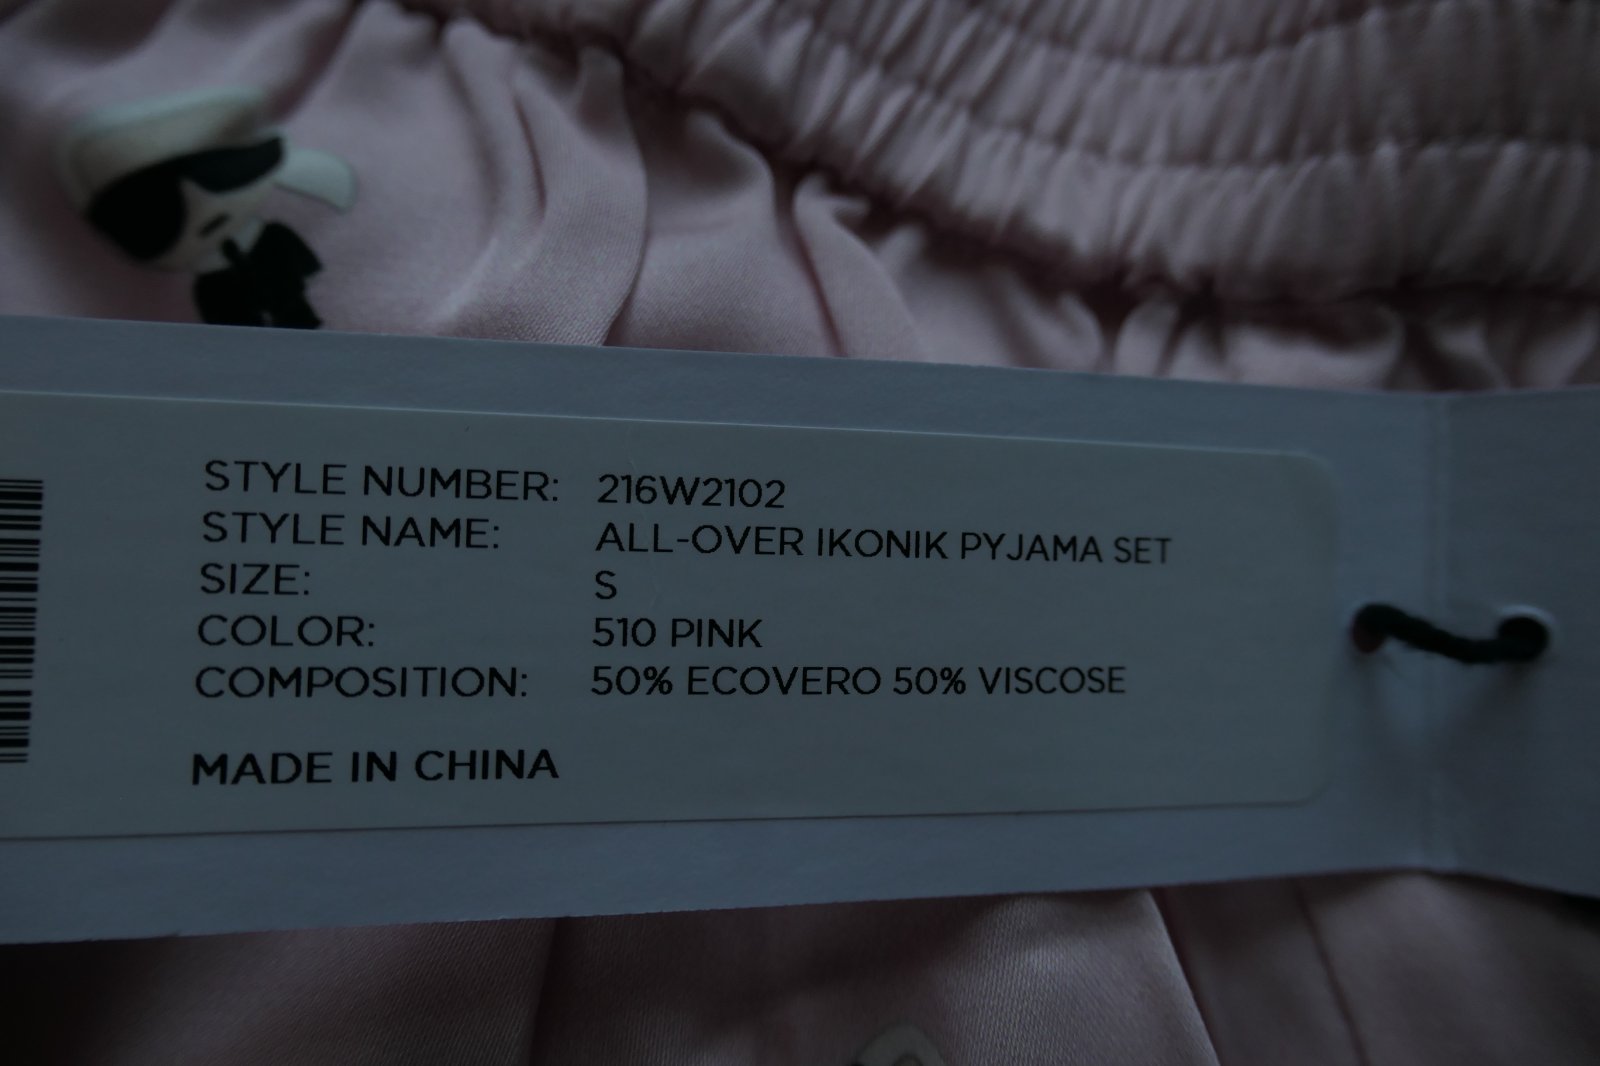 STYLE NUMBER: 216W2102
STYLE NAME: ALL-OVER IKONIK PYJAMA SET
SIZE: S
COLOR: 510 PINK
COMPOSITION: 50% ECOVERO 50% VISCOSE
MADE IN CHINA